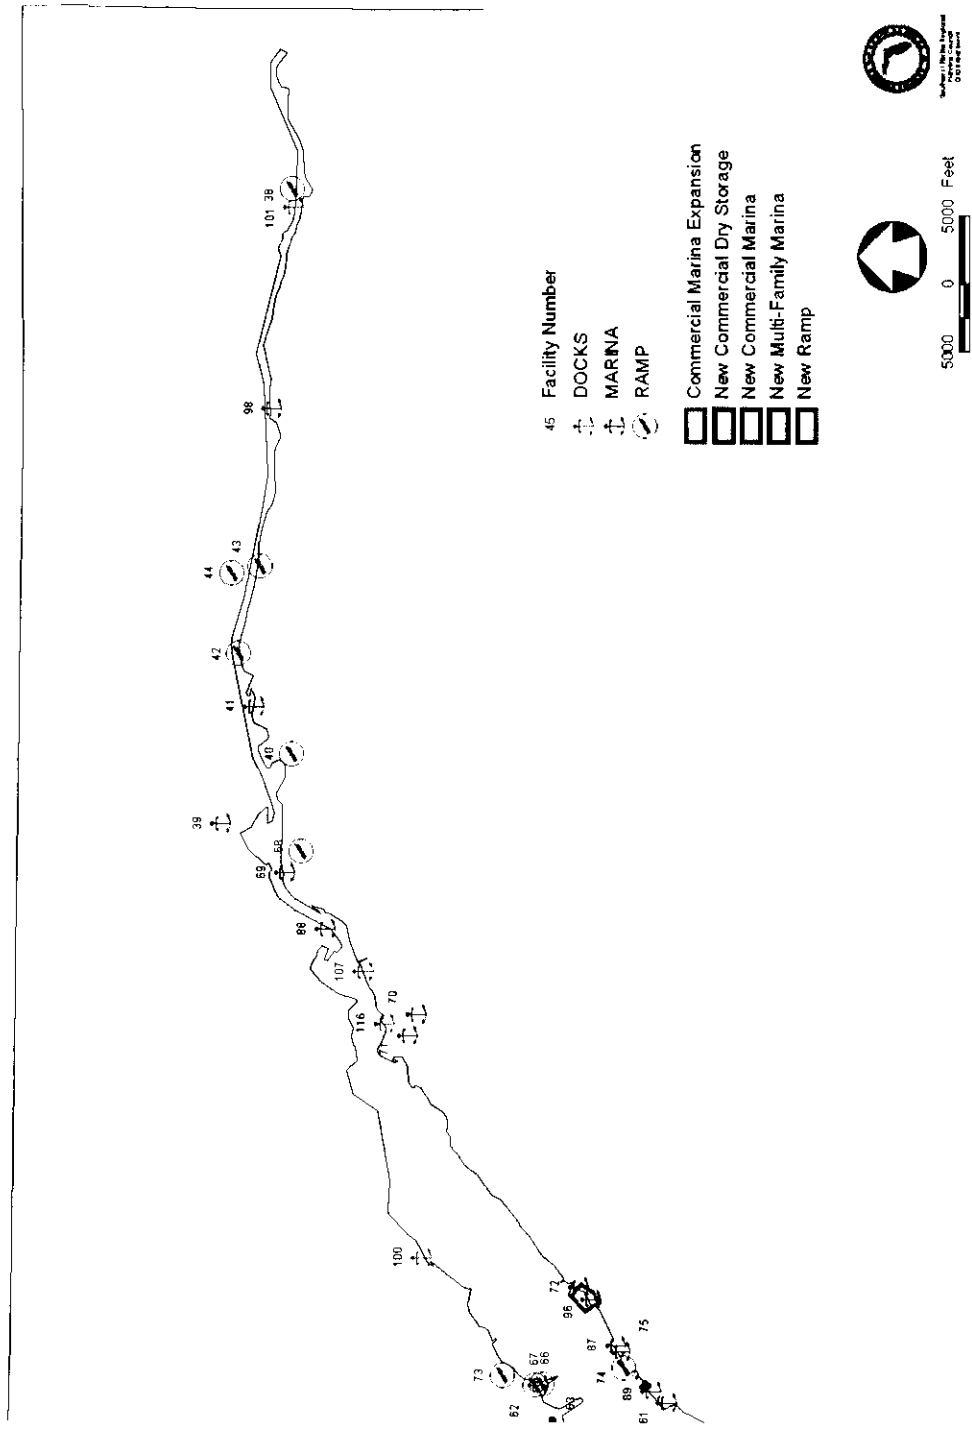 101 38
98
44
43
42
41
40
39
68
69
88
107
70
116
100
72
96
75
87
74
89
61
73
67
66
62
63
45 Facility Number
DOCKS
MARINA
RAMP
Commercial Marina Expansion
New Commercial Dry Storage
New Commercial Marina
New Multi-Family Marina
New Ramp
5000 0 5000 Feet